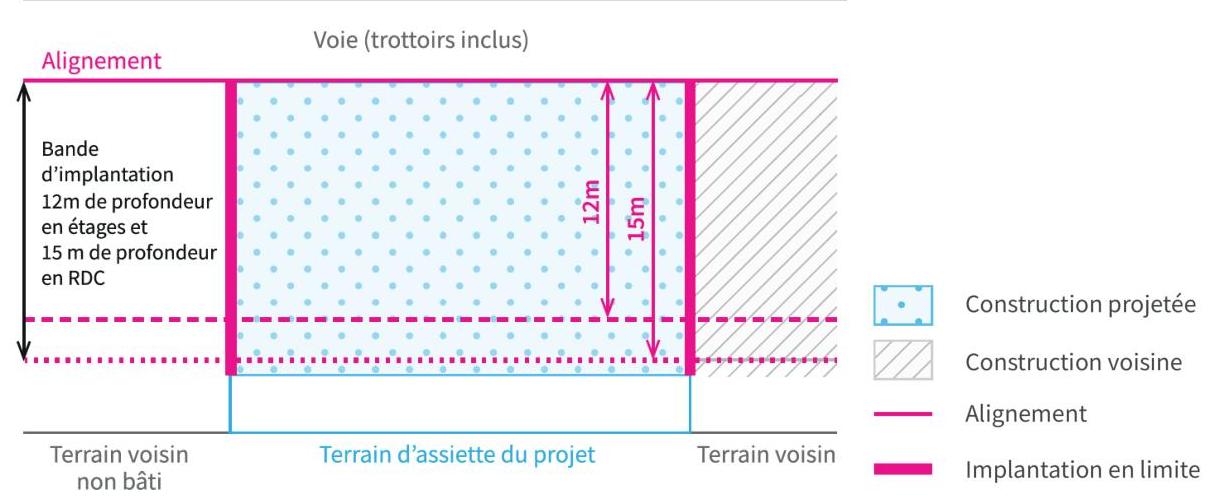 Voie (trottoirs inclus)
Alignement
Bande
d’implantation
12m de profondeur
en étages et
15 m de profondeur
en RDC
12m
15m
Terrain voisin
non bâti
Terrain d’assiette du projet
Terrain voisin
Construction projetée
Construction voisine
Alignement
Implantation en limite